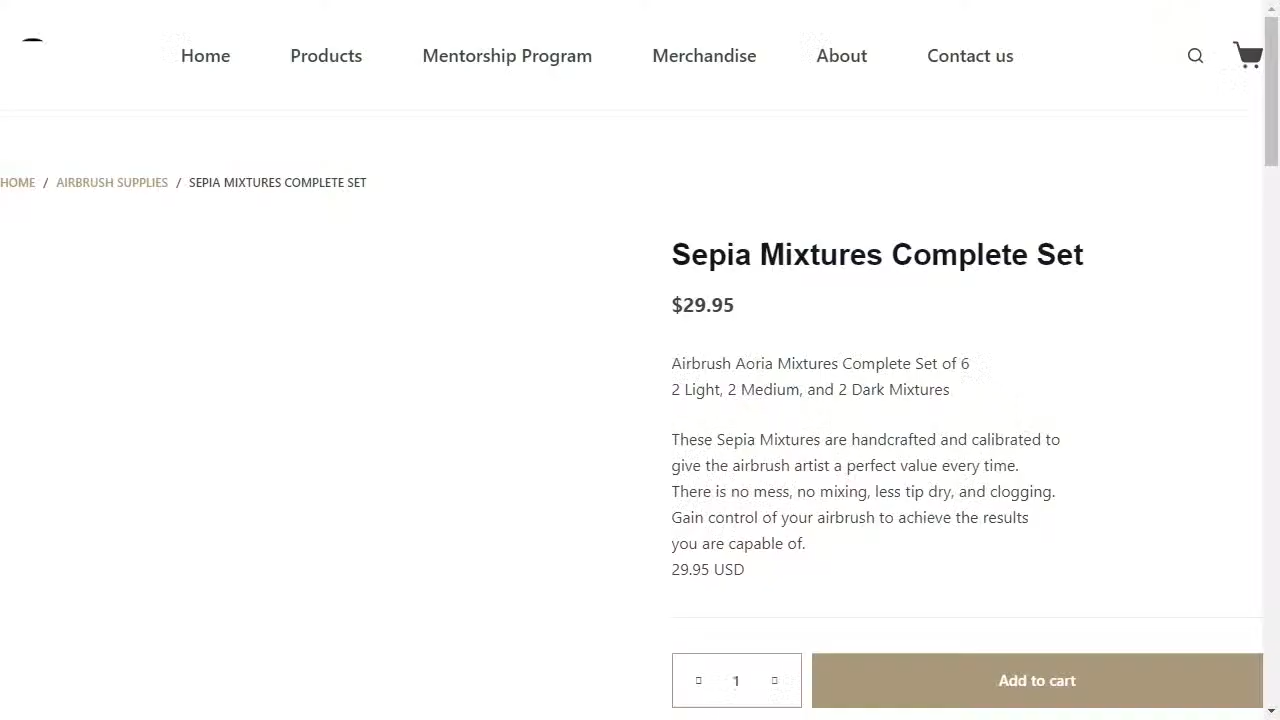 Home Products Mentorship Program Merchandise About Contact us
HOME / AIRBRUSH SUPPLIES / SEPIA MIXTURES COMPLETE SET
Sepia Mixtures Complete Set
$29.95
Airbrush Aoria Mixtures Complete Set of 6
2 Light, 2 Medium, and 2 Dark Mixtures
These Sepia Mixtures are handcrafted and calibrated to
give the airbrush artist a perfect value every time.
There is no mess, no mixing, less tip dry, and clogging.
Gain control of your airbrush to achieve the results
you are capable of.
29.95 USD
1 Add to cart